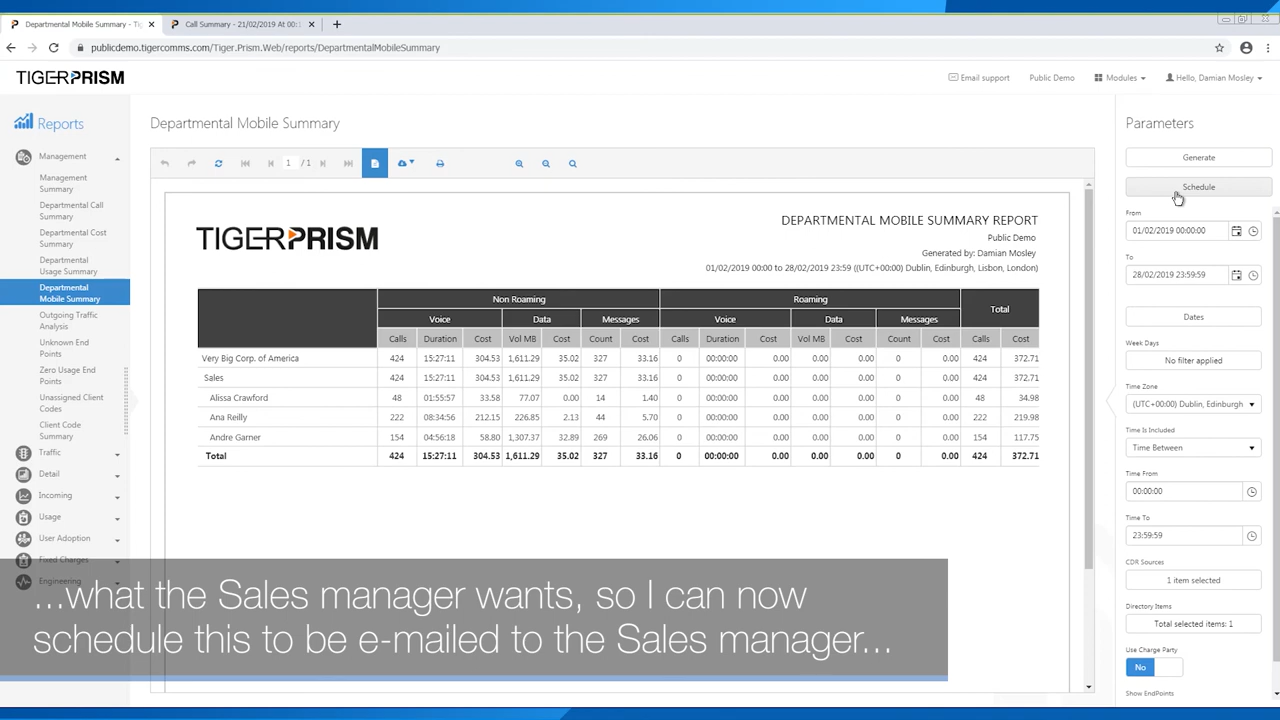 Departmental Mobile Summary - Ti
Call Summary - 21/02/2019 At 00:
publicdemo.tigercomms.com/Tiger.Prism.Web/reports/DepartmentalMobileSummary
TIGERPRISM
Email support
Public Demo
Modules
Hello, Damian Mosley
Reports
Management
Management
Summary
Departmental Call
Summary
Departmental Cost
Summary
Departmental
Usage Summary
Departmental
Mobile Summary
Outgoing Traffic
Analysis
Unknown End
Points
Zero Usage End
Points
Unassigned Client
Codes
Client Code
Summary
Traffic
Detail
Incoming
Usage
User Adoption
Fixed Charges
Engineering
Departmental Mobile Summary
1 / 1
TIGERPRISM
DEPARTMENTAL MOBILE SUMMARY REPORT
Public Demo
Generated by: Damian Mosley
01/02/2019 00:00 to 28/02/2019 23:59 ((UTC+00:00) Dublin, Edinburgh, Lisbon, London)
Non Roaming Roaming Total
Voice Data Messages Voice Data Messages
Calls Duration Cost Vol MB Cost Count Cost Calls Duration Cost Vol MB Cost Count Cost Calls Cost
Very Big Corp. of America 424 15:27:11 304.53 1,611.29 35.02 327 33.16 0 00:00:00 0.00 0.00 0.00 0 0.00 424 372.71
Sales 424 15:27:11 304.53 1,611.29 35.02 327 33.16 0 00:00:00 0.00 0.00 0.00 0 0.00 424 372.71
Alissa Crawford 48 01:55:57 33.58 77.07 0.00 14 1.40 0 00:00:00 0.00 0.00 0.00 0 0.00 48 34.98
Ana Reilly 222 08:34:56 212.15 226.85 2.13 44 5.70 0 00:00:00 0.00 0.00 0.00 0 0.00 222 219.98
Andre Garner 154 04:56:18 58.80 1,307.37 32.89 269 26.06 0 00:00:00 0.00 0.00 0.00 0 0.00 154 117.75
Total 424 15:27:11 304.53 1,611.29 35.02 327 33.16 0 00:00:00 0.00 0.00 0.00 0 0.00 424 372.71
Parameters
Generate
Schedule
From
01/02/2019 00:00:00
To
28/02/2019 23:59:59
Dates
Week Days
No filter applied
Time Zone
(UTC+00:00) Dublin, Edinburgh
Time Is Included
Time Between
Time From
00:00:00
Time To
23:59:59
CDR Sources
1 item selected
Directory Items
Total selected items: 1
Use Charge Party
No
Show EndPoints
...what the Sales manager wants, so I can now
schedule this to be e-mailed to the Sales manager...